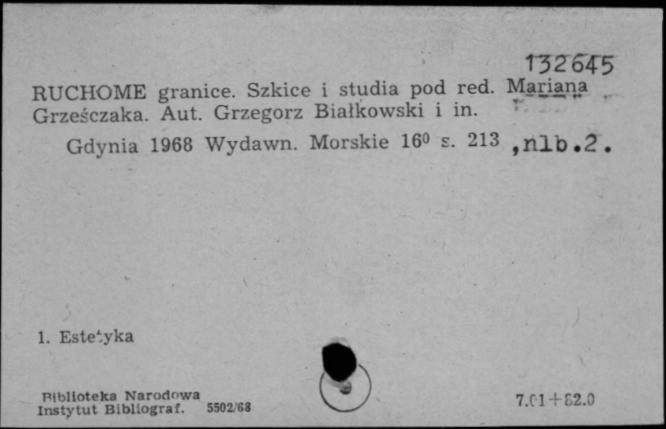 132645
RUCHOME granice. Szkice i studia pod red. Mariana
Grześczaka. Aut. Grzegorz Białkowski i in.
Gdynia 1968 Wydawn. Morskie 16⁰ s. 213 ,nlb.2.
1. Estetyka
Biblioteka Narodowa
Instytut Bibliograf. 5502/68
7.01+82.0